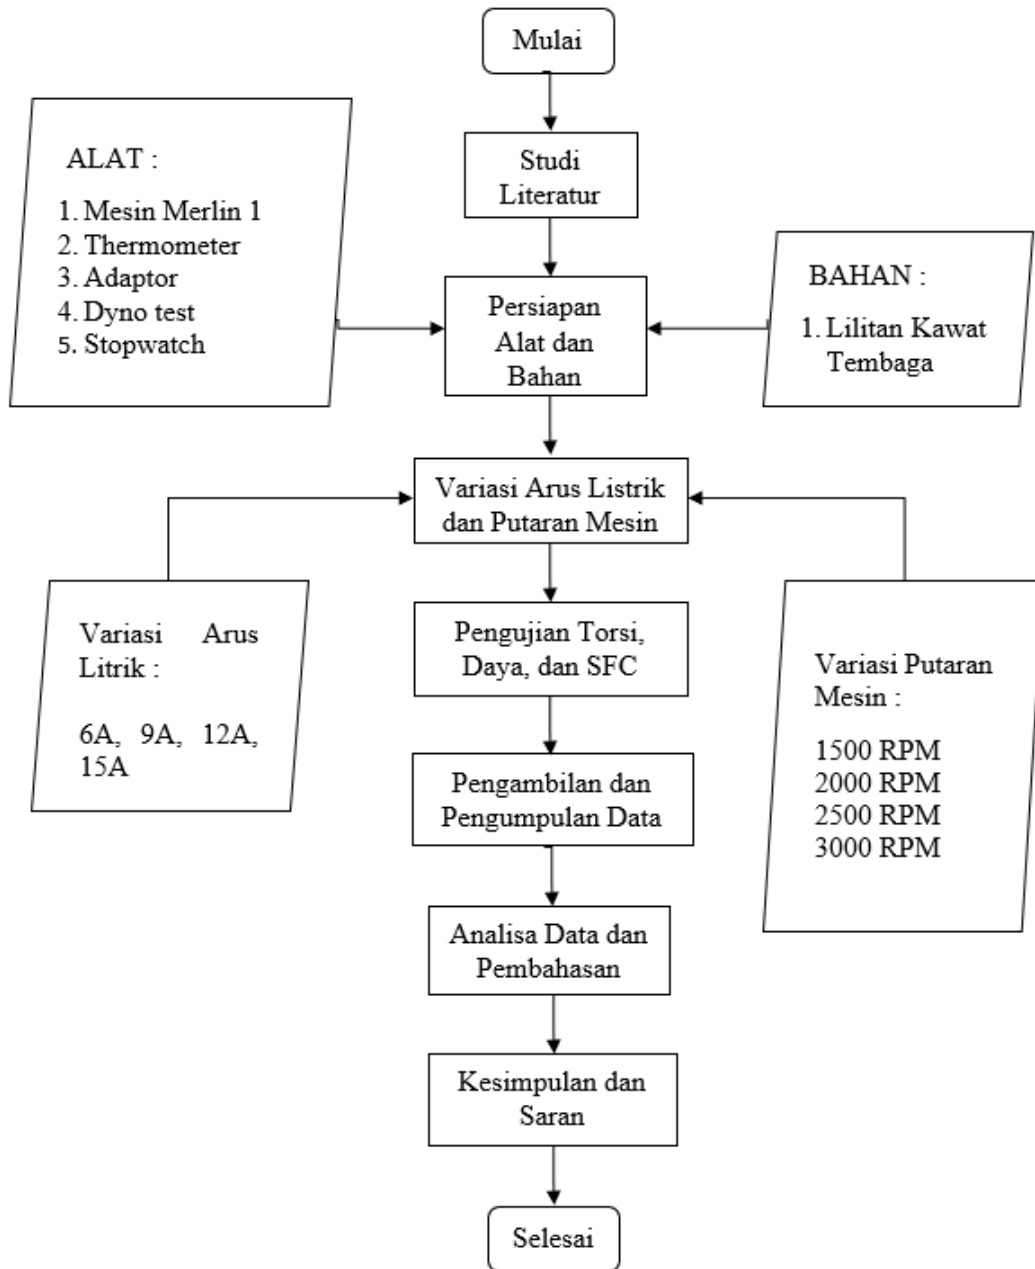 Mulai
Studi
Literatur
ALAT :
1. Mesin Merlin 1
2. Thermometer
3. Adaptor
4. Dyno test
5. Stopwatch
Persiapan
Alat dan
Bahan
BAHAN :
1. Lilitan Kawat
Tembaga
Variasi Arus Listrik
dan Putaran Mesin
Variasi Arus
Litrik :
6A, 9A, 12A,
15A
Pengujian Torsi,
Daya, dan SFC
Variasi Putaran
Mesin :
1500 RPM
2000 RPM
2500 RPM
3000 RPM
Pengambilan dan
Pengumpulan Data
Analisa Data dan
Pembahasan
Kesimpulan dan
Saran
Selesai